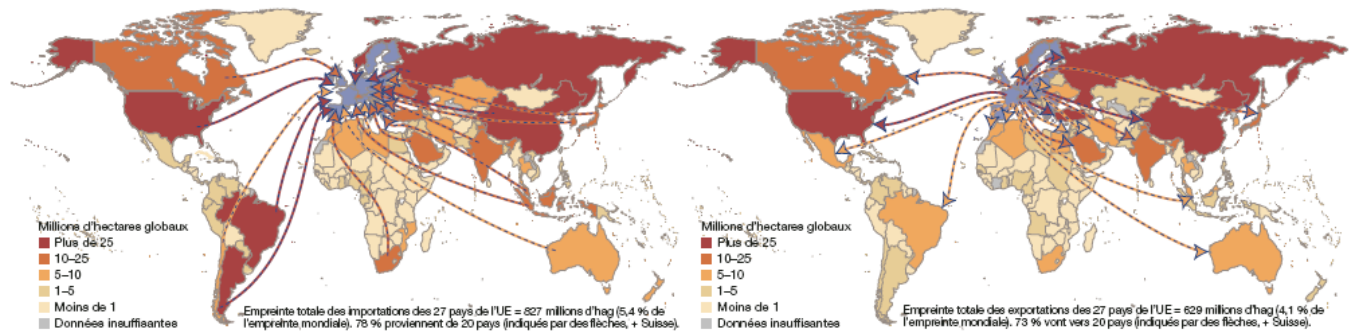 Millions d'hectares globaux
Plus de 25
10–25
5–10
1–5
Moins de 1
Données insuffisantes
Empreinte totale des importations des 27 pays de l'UE = 827 millions d'hag (5,4 % de
l'empreinte mondiale). 78 % proviennent de 20 pays (indiqués par des flèches, + Suisse).
Millions d'hectares globaux
Plus de 25
10–25
5–10
1–5
Moins de 1
Données insuffisantes
Empreinte totale des exportations des 27 pays de l'UE = 629 millions d'hag (4,1 % de
l'empreinte mondiale). 73 % vont vers 20 pays (indiqués par des flèches, + Suisse).